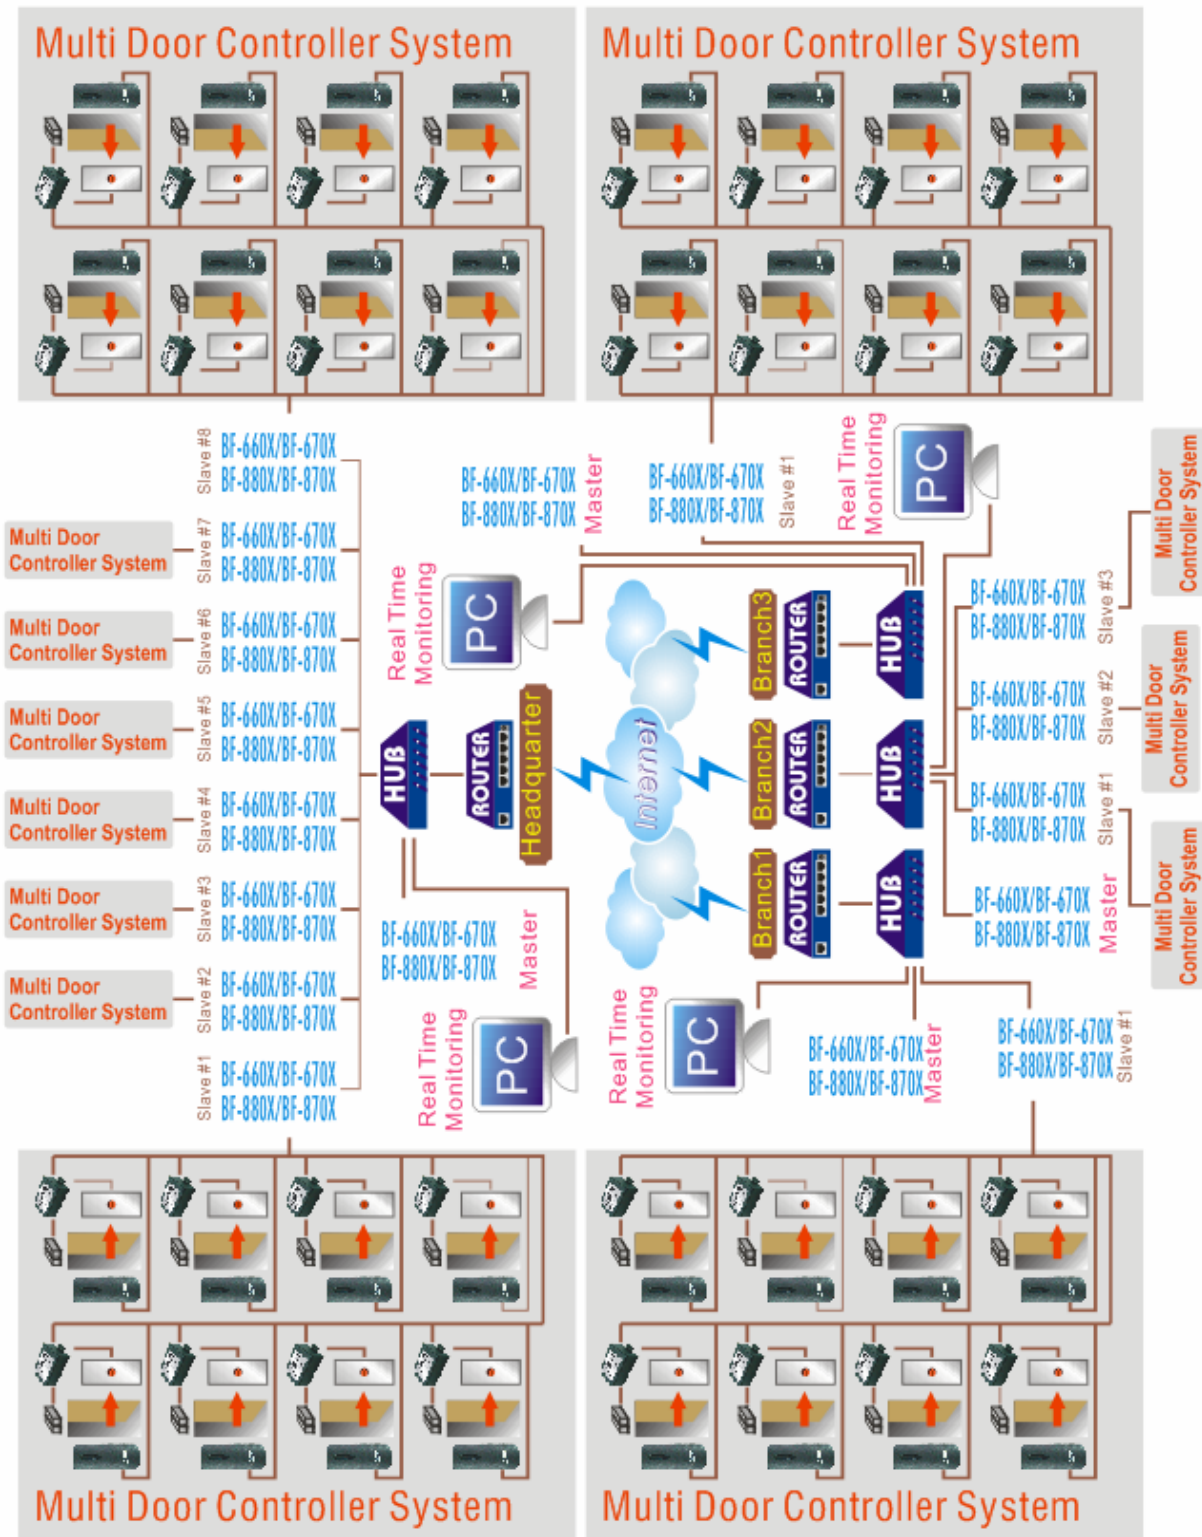 Multi Door Controller System
Multi Door Controller System
Slave #8
BF-660X/BF-670X
BF-880X/BF-870X
Multi Door
Controller System
Slave #7
BF-660X/BF-670X
BF-880X/BF-870X
Multi Door
Controller System
Slave #6
BF-660X/BF-670X
BF-880X/BF-870X
Multi Door
Controller System
Slave #5
BF-660X/BF-670X
BF-880X/BF-870X
Multi Door
Controller System
Slave #4
BF-660X/BF-670X
BF-880X/BF-870X
Multi Door
Controller System
Slave #3
BF-660X/BF-670X
BF-880X/BF-870X
Multi Door
Controller System
Slave #2
BF-660X/BF-670X
BF-880X/BF-870X
Slave #1
BF-660X/BF-670X
BF-880X/BF-870X
BF-660X/BF-670X
BF-880X/BF-870X
Master
BF-660X/BF-670X
BF-880X/BF-870X
Slave #1
Real Time
Monitoring
PC
Real Time
Monitoring
PC
HUB
ROUTER
Headquarter
Internet
Branch3
ROUTER
HUB
Branch2
ROUTER
HUB
Branch1
ROUTER
HUB
BF-660X/BF-670X
BF-880X/BF-870X
Slave #3
Multi Door
Controller System
BF-660X/BF-670X
BF-880X/BF-870X
Slave #2
Multi Door
Controller System
BF-660X/BF-670X
BF-880X/BF-870X
Slave #1
Multi Door
Controller System
BF-660X/BF-670X
BF-880X/BF-870X
Master
BF-660X/BF-670X
BF-880X/BF-870X
Master
Real Time
Monitoring
PC
Real Time
Monitoring
PC
BF-660X/BF-670X
BF-880X/BF-870X
Master
BF-660X/BF-670X
BF-880X/BF-870X
Slave #1
Multi Door Controller System
Multi Door Controller System